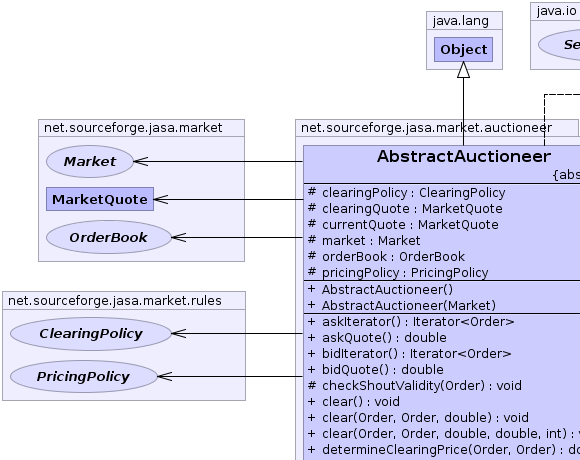 java.lang
java.io
Object
net.sourceforge.jasa.market
net.sourceforge.jasa.market.auctioneer
Market
MarketQuote
OrderBook
AbstractAuctioneer
# clearingPolicy : ClearingPolicy
# clearingQuote : MarketQuote
# currentQuote : MarketQuote
# market : Market
# orderBook : OrderBook
# pricingPolicy : PricingPolicy
+ AbstractAuctioneer()
+ AbstractAuctioneer(Market)
net.sourceforge.jasa.market.rules
ClearingPolicy
PricingPolicy
+ askIterator() : Iterator<Order>
+ askQuote() : double
+ bidIterator() : Iterator<Order>
+ bidQuote() : double
# checkShoutValidity(Order) : void
+ clear() : void
+ clear(Order, Order, double) : void
+ clear(Order, Order, double, double, int) :
+ determineClearingPrice(Order, Order) :